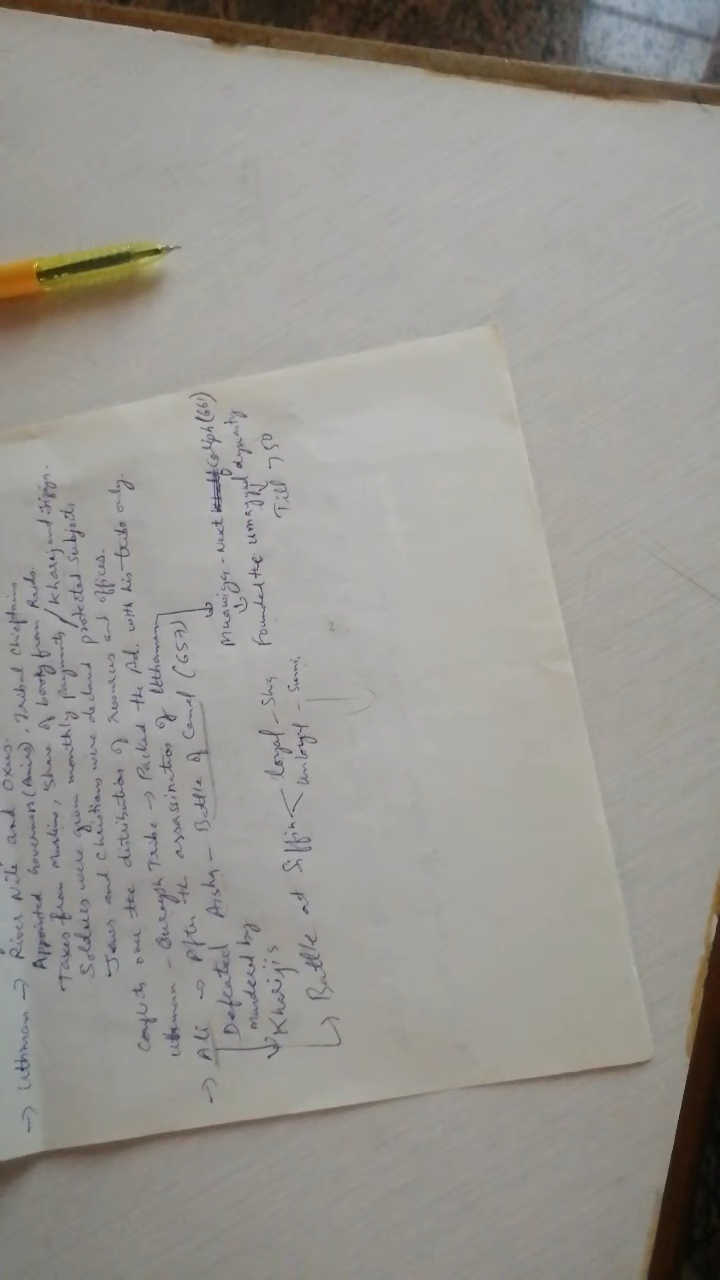 → Uthman → River Nile and Oxus.
Appointed Governors (Amirs), Tribal Chieftains
Taxes from Muslims, Share of booty from Raids.
Soldiers were given monthly payments / Kharaj and Jiziya.
Jews and Christians were declared protected subjects
Conflicts over the distribution of resources and offices.
Uthman - Quraysh Tribe → Packed the Ad. with his tribe only.
→ Ali → After the assassination of Uthaman
Defeated Aisha - Battle of Camel (657)
Murdered by
Kharijis
↳ Battle at Siffin < loyal - Shia
unloyal - Sunni.
Muawiya - Next Caliph (661)
Founded the Umayyad dynasty
Till 750